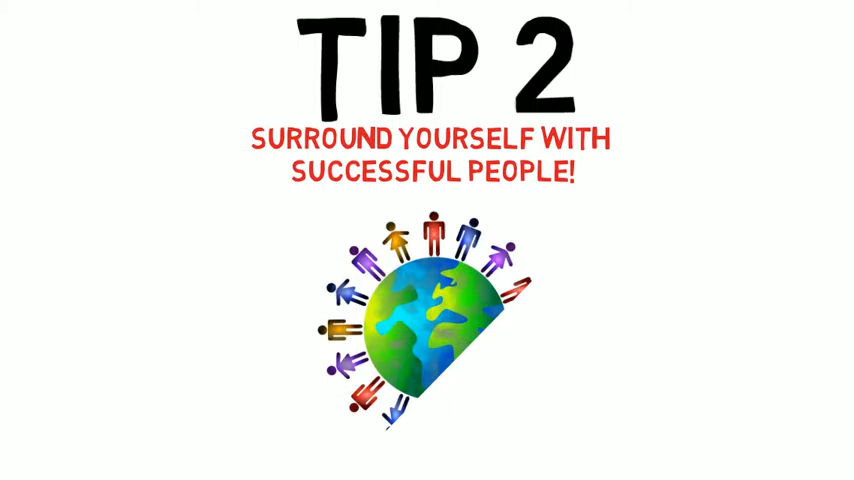 TIP 2
SURROUND YOURSELF WITH
SUCCESSFUL PEOPLE!